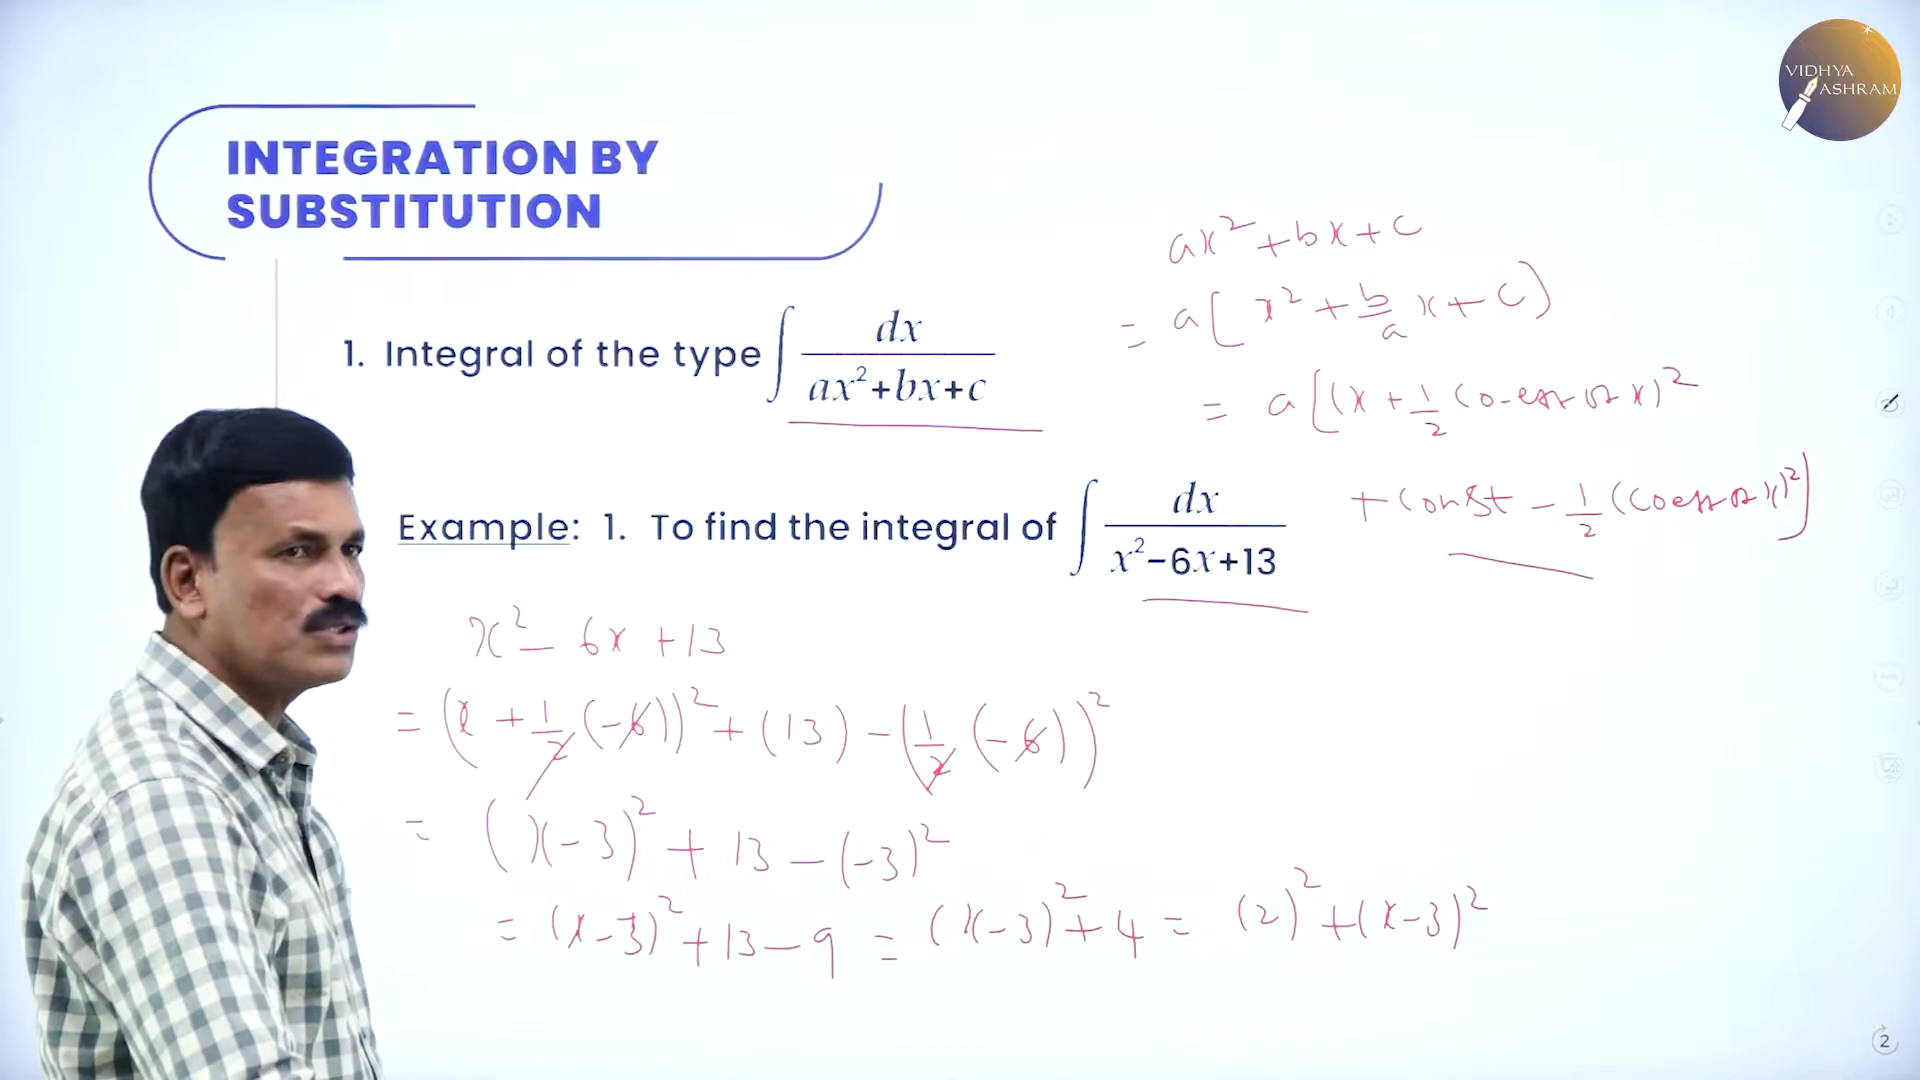 VIDHYA
ASHRAM
INTEGRATION BY
SUBSTITUTION
1. Integral of the type ∫ dx / ax²+bx+c
ax² + bx + c
= a[ x² + b/a x + c )
= a[(x + 1/2 (o-eff of x)²
+ const - 1/2 (coeff of x)²]
Example: 1. To find the integral of ∫ dx / x²-6x+13
x² - 6x + 13
= (x + 1/2 (-6))² + (13) - (1/2 (-6))²
= (x-3)² + 13 - (-3)²
= (x-3)² + 13 - 9 = (x-3)² + 4 = (2)² + (x-3)²
2